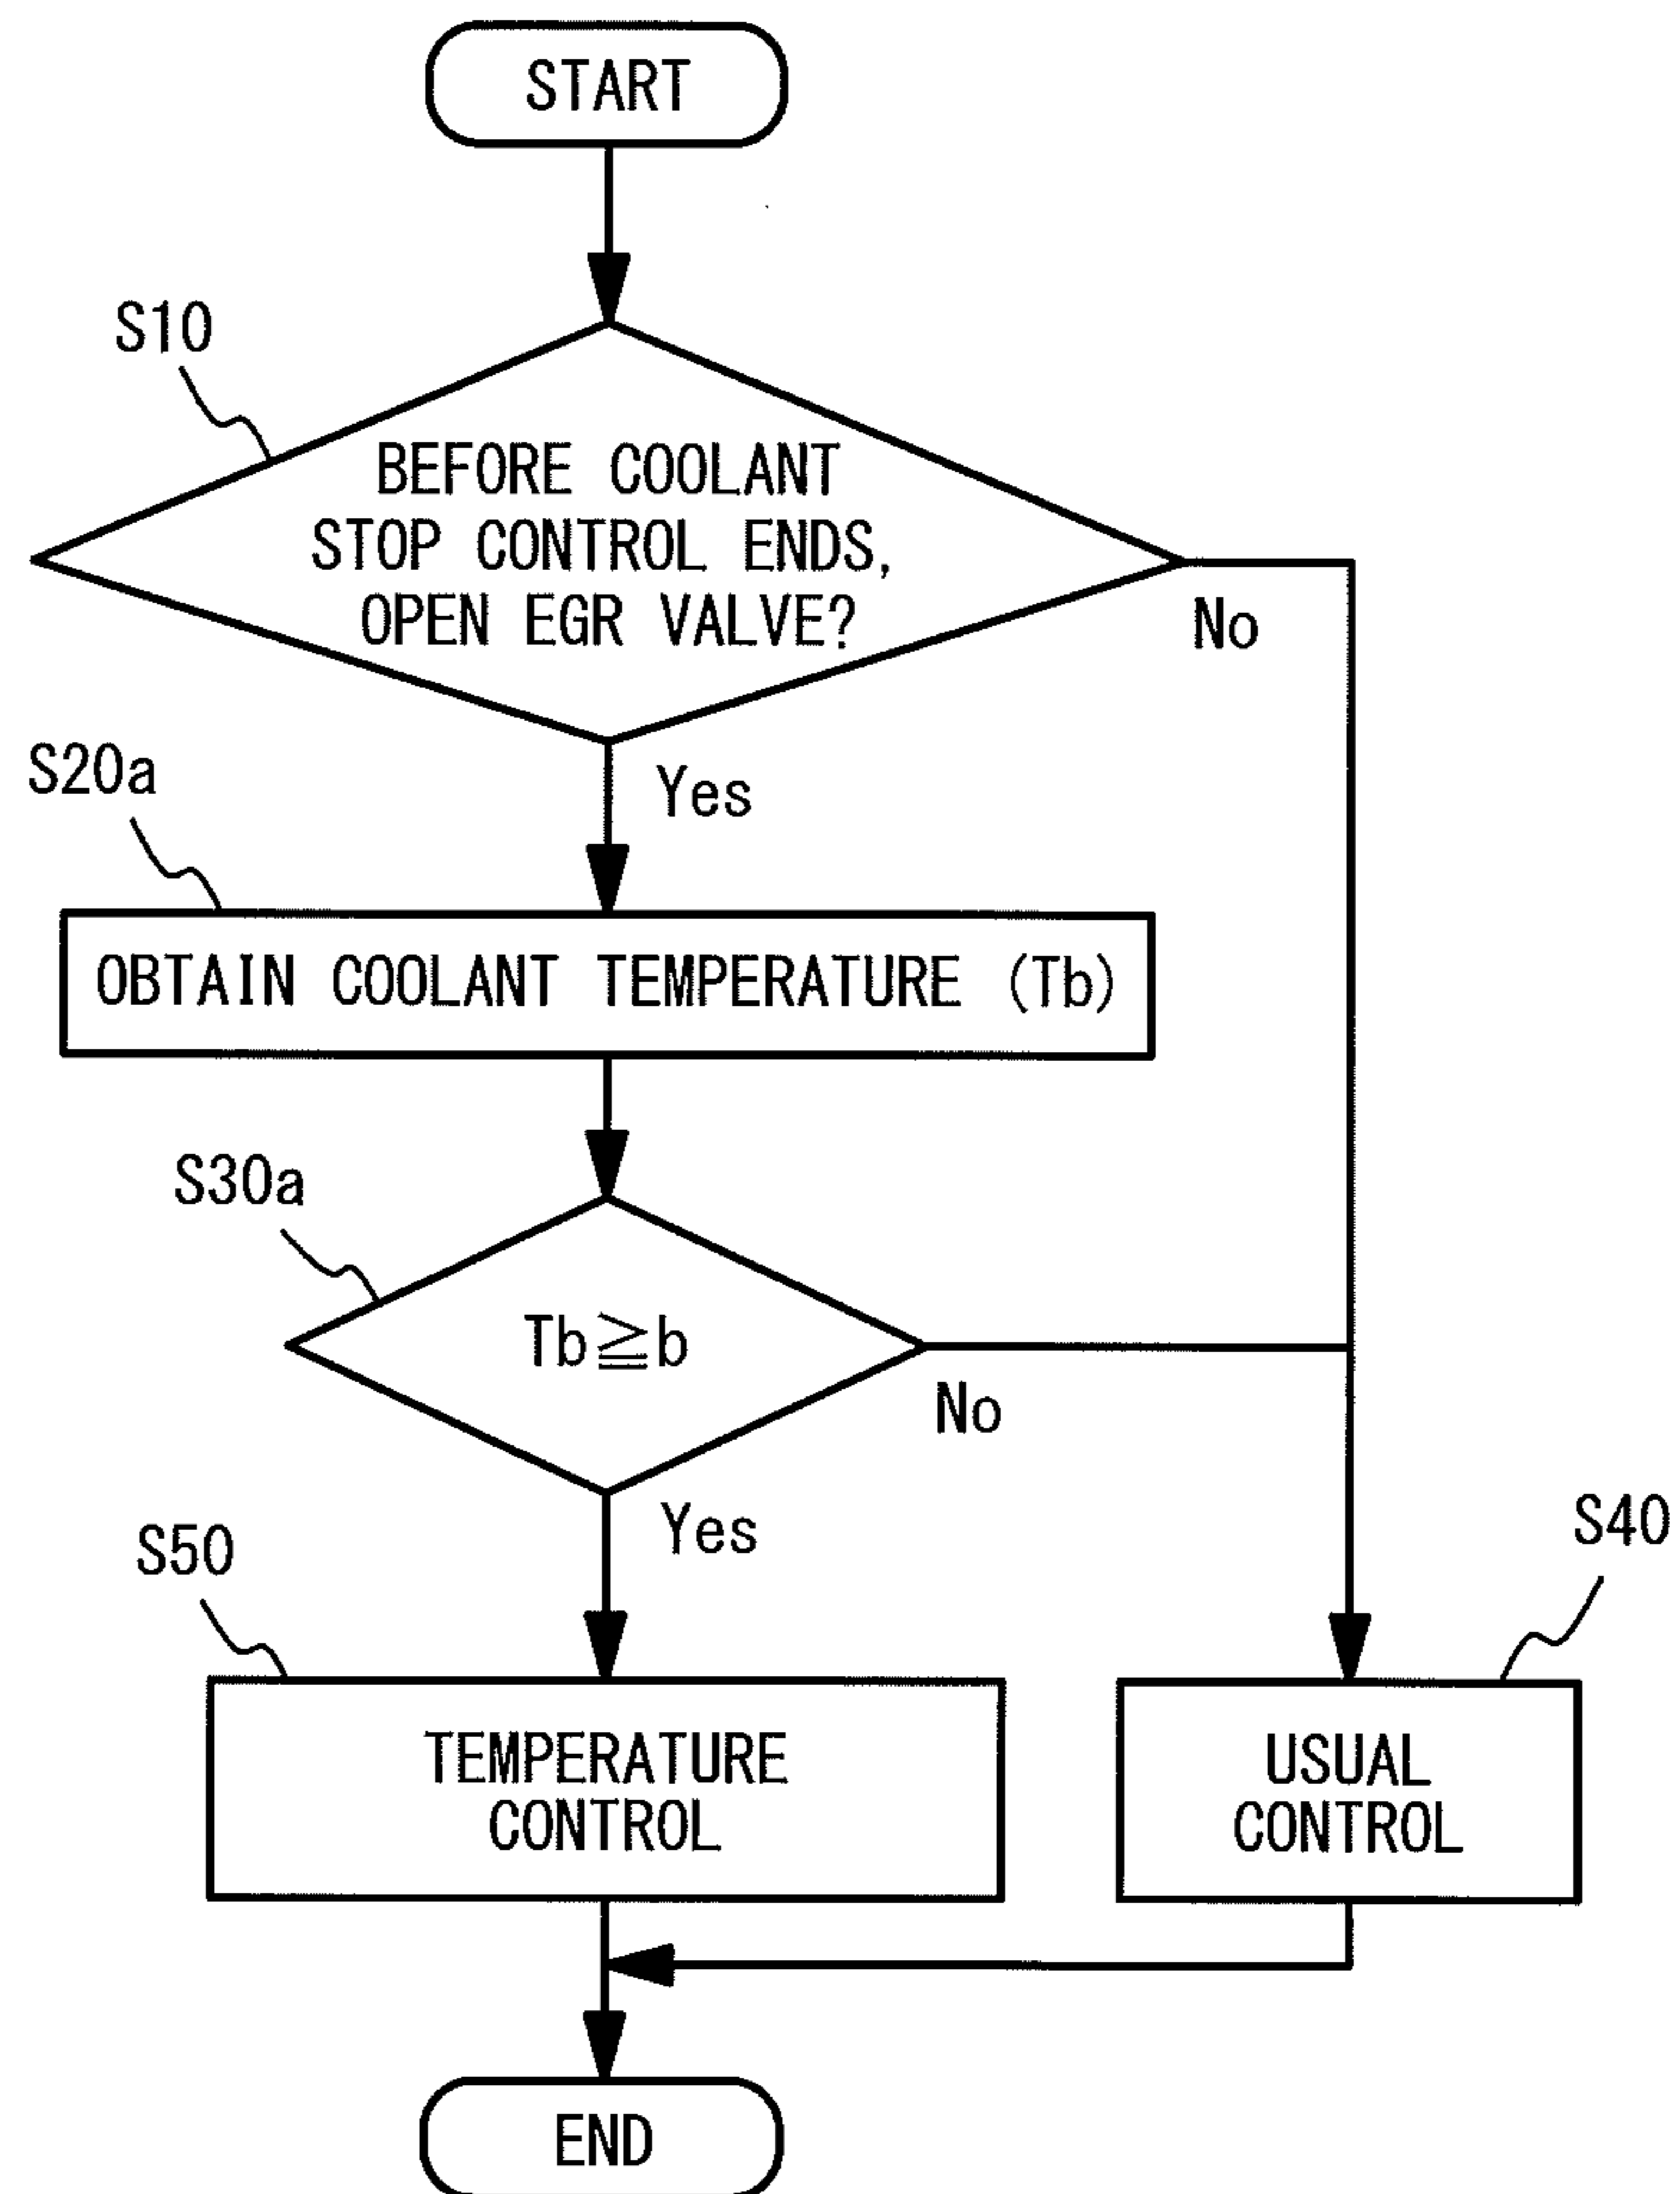 START
S10
BEFORE COOLANT
STOP CONTROL ENDS,
OPEN EGR VALVE?
No
Yes
S20a
OBTAIN COOLANT TEMPERATURE (Tb)
S30a
Tb≧b
No
Yes
S50
S40
TEMPERATURE
CONTROL
USUAL
CONTROL
END